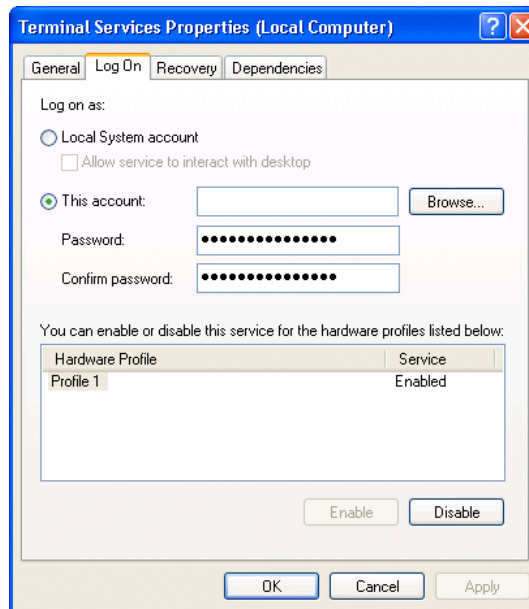 Terminal Services Properties (Local Computer)
General Log On Recovery Dependencies
Log on as:
Local System account
Allow service to interact with desktop
This account:
Browse...
Password: ●●●●●●●●●●●●●●●
Confirm password: ●●●●●●●●●●●●●●●
You can enable or disable this service for the hardware profiles listed below:
Hardware Profile Service
Profile 1 Enabled
Enable Disable
OK Cancel Apply